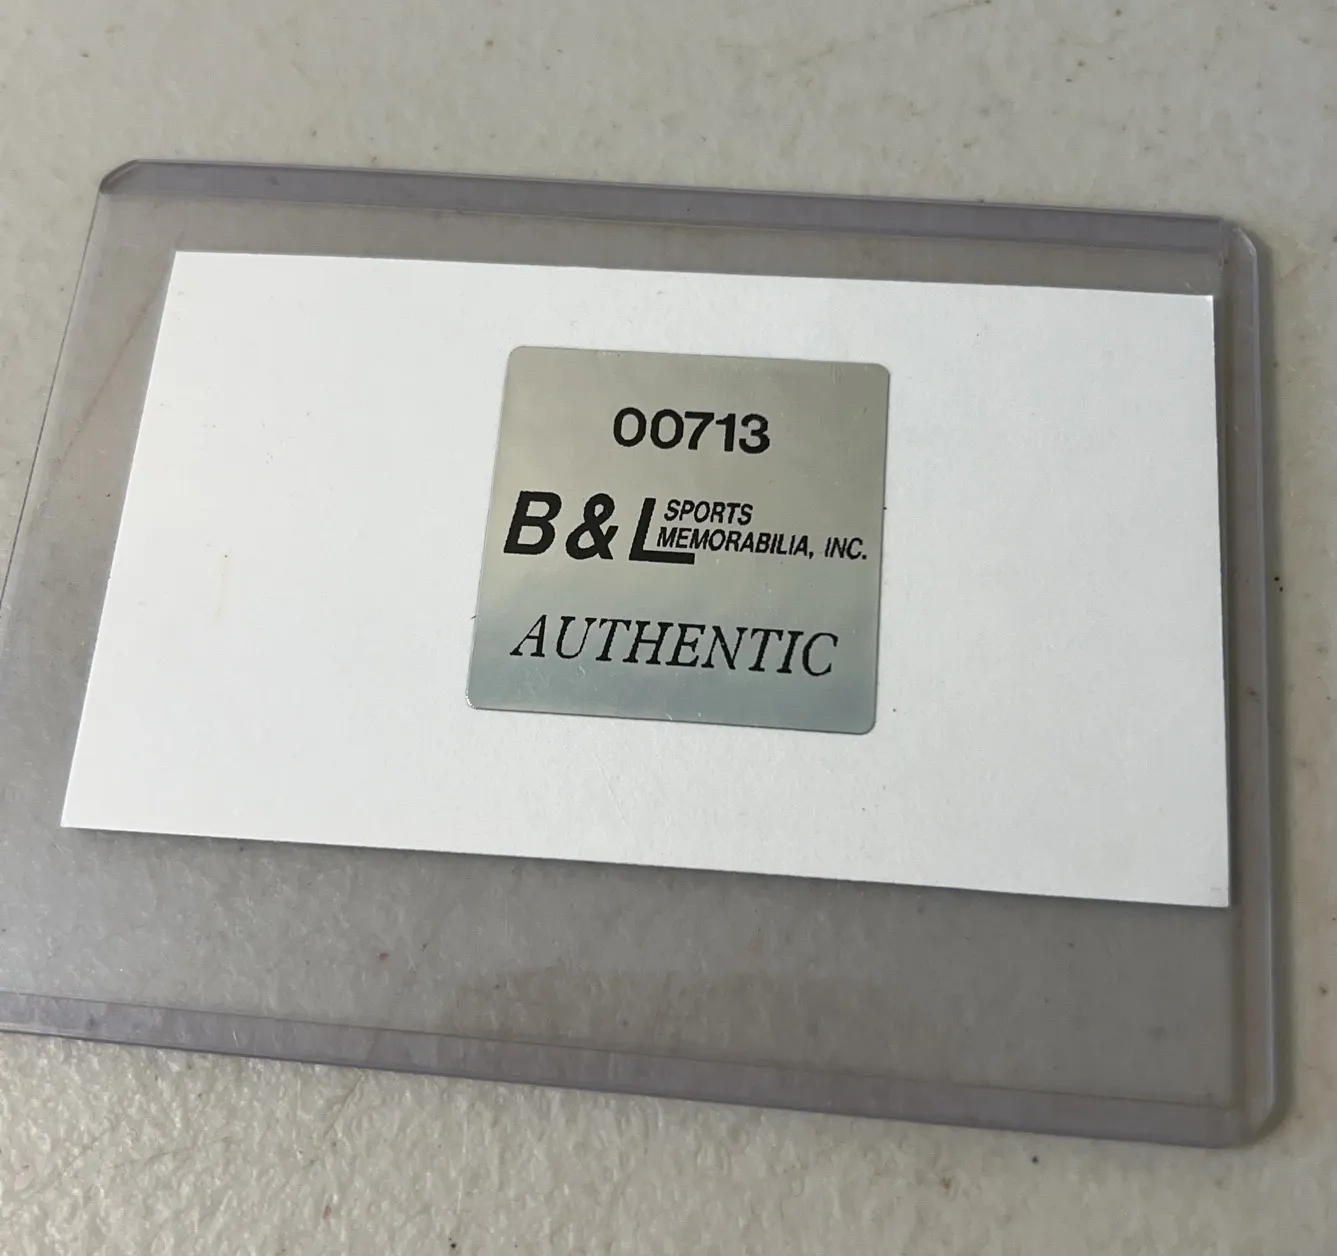 00713
B & L SPORTS
MEMORABILIA, INC.
AUTHENTIC